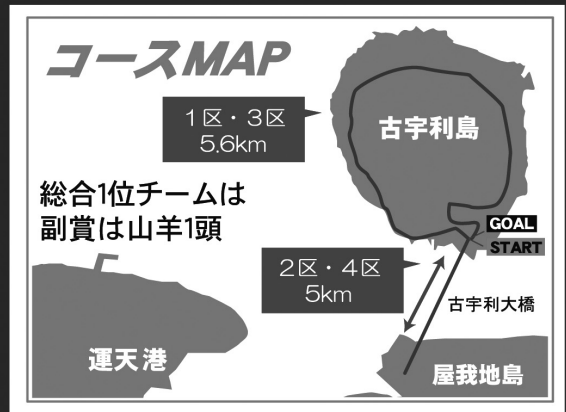 コースMAP
1区・3区
5.6km
古宇利島
総合1位チームは
副賞は山羊1頭
GOAL
START
2区・4区
5km
古宇利大橋
運天港
屋我地島